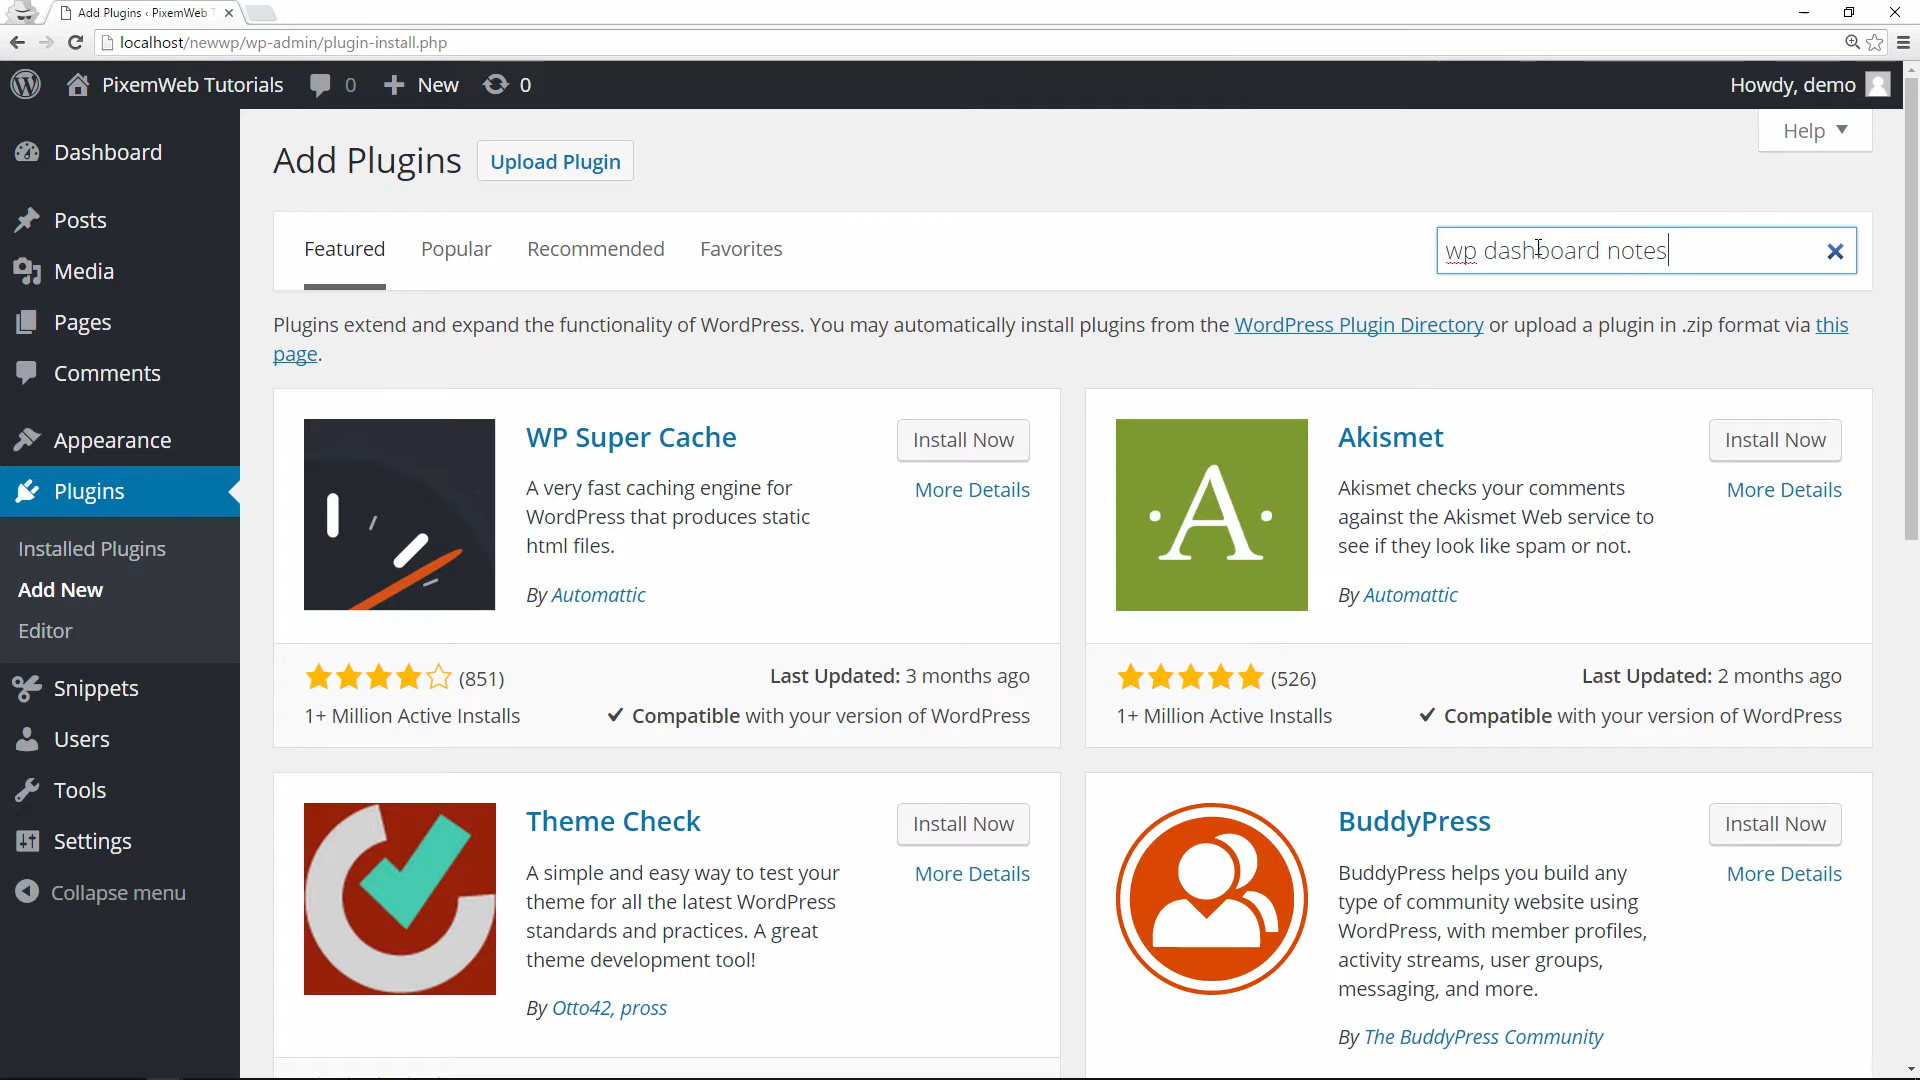 Add Plugins ‹ PixemWeb T
localhost/newwp/wp-admin/plugin-install.php
PixemWeb Tutorials 0 New 0 Howdy, demo
Help
Dashboard
Posts
Media
Pages
Comments
Appearance
Plugins
Installed Plugins
Add New
Editor
Snippets
Users
Tools
Settings
Collapse menu
Add Plugins Upload Plugin
Featured Popular Recommended Favorites wp dashboard notes
Plugins extend and expand the functionality of WordPress. You may automatically install plugins from the WordPress Plugin Directory or upload a plugin in .zip format via this
page.
WP Super Cache
Install Now
More Details
A very fast caching engine for
WordPress that produces static
html files.
By Automattic
(851) Last Updated: 3 months ago
1+ Million Active Installs Compatible with your version of WordPress
A
Akismet
Install Now
More Details
Akismet checks your comments
against the Akismet Web service to
see if they look like spam or not.
By Automattic
(526) Last Updated: 2 months ago
1+ Million Active Installs Compatible with your version of WordPress
Theme Check
Install Now
More Details
A simple and easy way to test your
theme for all the latest WordPress
standards and practices. A great
theme development tool!
By Otto42, pross
BuddyPress
Install Now
More Details
BuddyPress helps you build any
type of community website using
WordPress, with member profiles,
activity streams, user groups,
messaging, and more.
By The BuddyPress Community